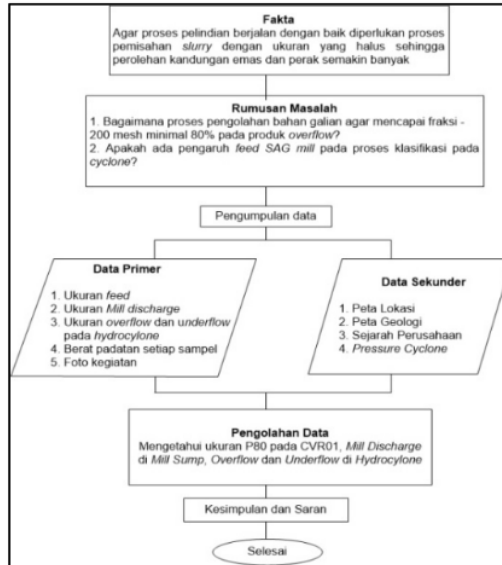 Fakta
Agar proses pelindian berjalan dengan baik diperlukan proses
pemisahan slurry dengan ukuran yang halus sehingga
perolehan kandungan emas dan perak semakin banyak
Rumusan Masalah
1. Bagaimana proses pengolahan bahan galian agar mencapai fraksi -
200 mesh minimal 80% pada produk overflow?
2. Apakah ada pengaruh feed SAG mill pada proses klasifikasi pada
cyclone?
Pengumpulan data
Data Primer
1. Ukuran feed
2. Ukuran Mill discharge
3. Ukuran overflow dan underflow
pada hydrocylone
4. Berat padatan setiap sampel
5. Foto kegiatan
Data Sekunder
1. Peta Lokasi
2. Peta Geologi
3. Sejarah Perusahaan
4. Pressure Cyclone
Pengolahan Data
Mengetahui ukuran P80 pada CVR01, Mill Discharge
di Mill Sump, Overflow dan Underflow di Hydrocylone
Kesimpulan dan Saran
Selesai